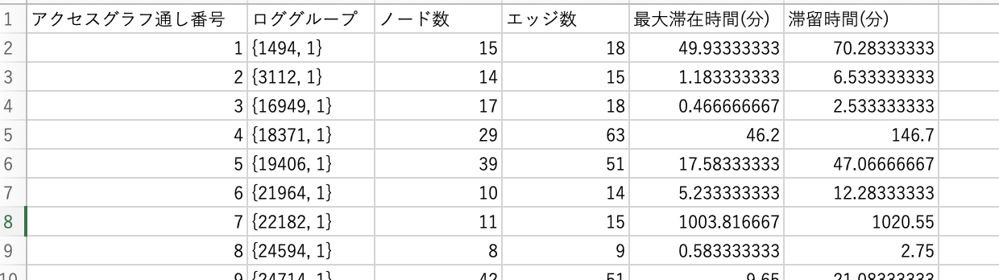 1 アクセスグラフ通し番号 ロググループ ノード数 エッジ数 最大滞在時間(分) 滞留時間(分)
2 1 {1494, 1} 15 18 49.93333333 70.28333333
3 2 {3112, 1} 14 15 1.183333333 6.533333333
4 3 {16949, 1} 17 18 0.466666667 2.533333333
5 4 {18371, 1} 29 63 46.2 146.7
6 5 {19406, 1} 39 51 17.58333333 47.06666667
7 6 {21964, 1} 10 14 5.233333333 12.28333333
8 7 {22182, 1} 11 15 1003.816667 1020.55
9 8 {24594, 1} 8 9 0.583333333 2.75
10 9 {24714, 1} 42 51 9.65 21.08333333